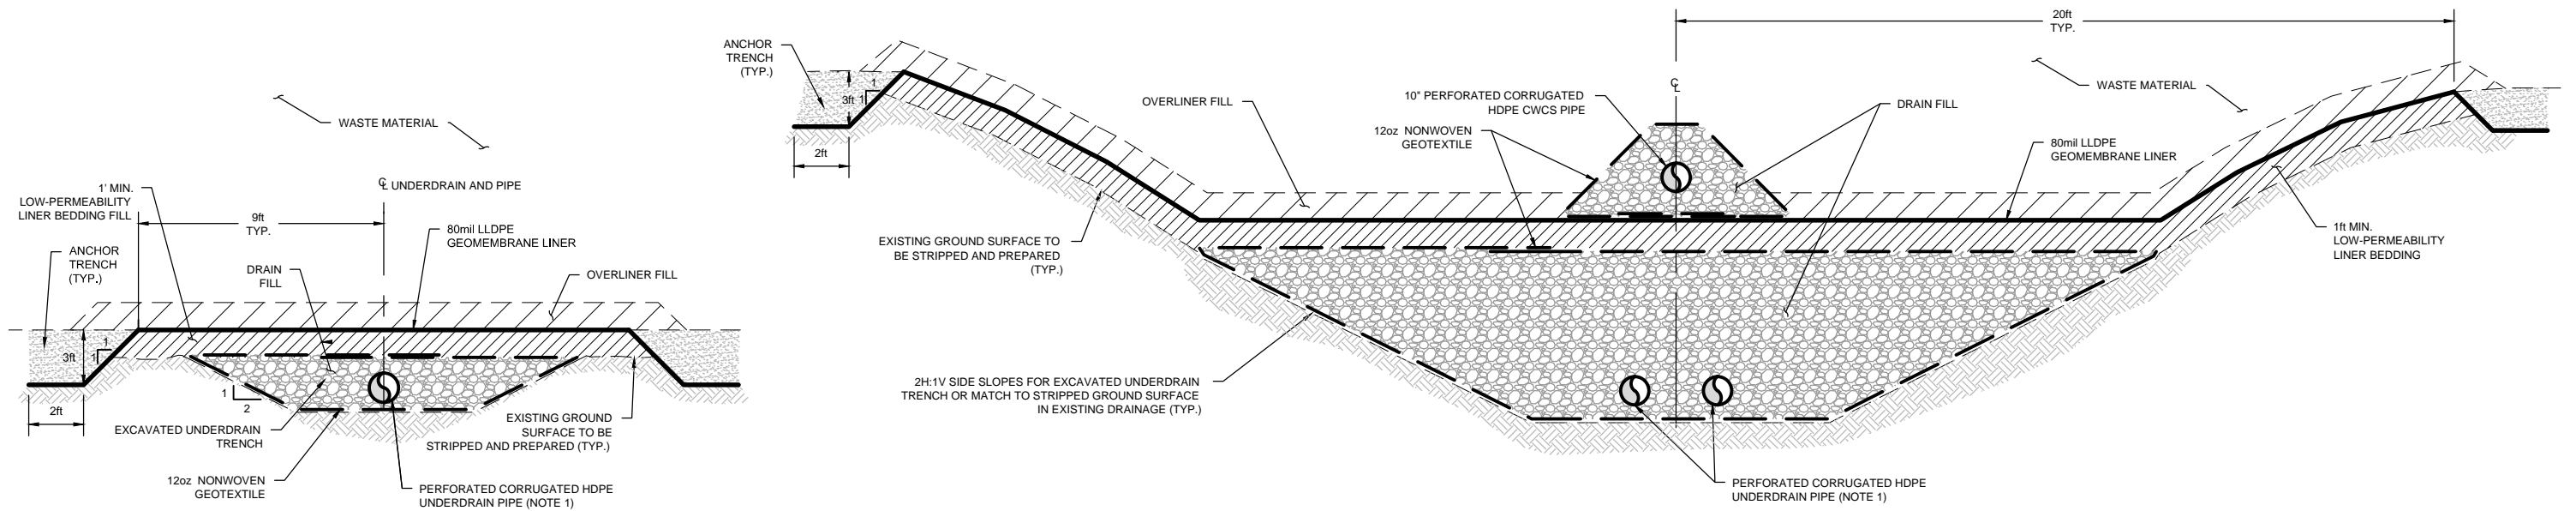 WASTE MATERIAL
℄ UNDERDRAIN AND PIPE
1' MIN.
LOW-PERMEABILITY
LINER BEDDING FILL
9ft
TYP.
80mil LLDPE
GEOMEMBRANE LINER
ANCHOR
TRENCH
(TYP.)
DRAIN
FILL
OVERLINER FILL
3ft
1
1
2ft
1
2
EXCAVATED UNDERDRAIN
TRENCH
EXISTING GROUND
SURFACE TO BE
STRIPPED AND PREPARED (TYP.)
12oz NONWOVEN
GEOTEXTILE
PERFORATED CORRUGATED HDPE
UNDERDRAIN PIPE (NOTE 1)
20ft
TYP.
ANCHOR
TRENCH
(TYP.)
3ft
1
1
2ft
OVERLINER FILL
℄
10" PERFORATED CORRUGATED
HDPE CWCS PIPE
12oz NONWOVEN
GEOTEXTILE
DRAIN FILL
WASTE MATERIAL
80mil LLDPE
GEOMEMBRANE LINER
EXISTING GROUND SURFACE TO
BE STRIPPED AND PREPARED
(TYP.)
1ft MIN.
LOW-PERMEABILITY
LINER BEDDING
2H:1V SIDE SLOPES FOR EXCAVATED UNDERDRAIN
TRENCH OR MATCH TO STRIPPED GROUND SURFACE
IN EXISTING DRAINAGE (TYP.)
PERFORATED CORRUGATED HDPE
UNDERDRAIN PIPE (NOTE 1)